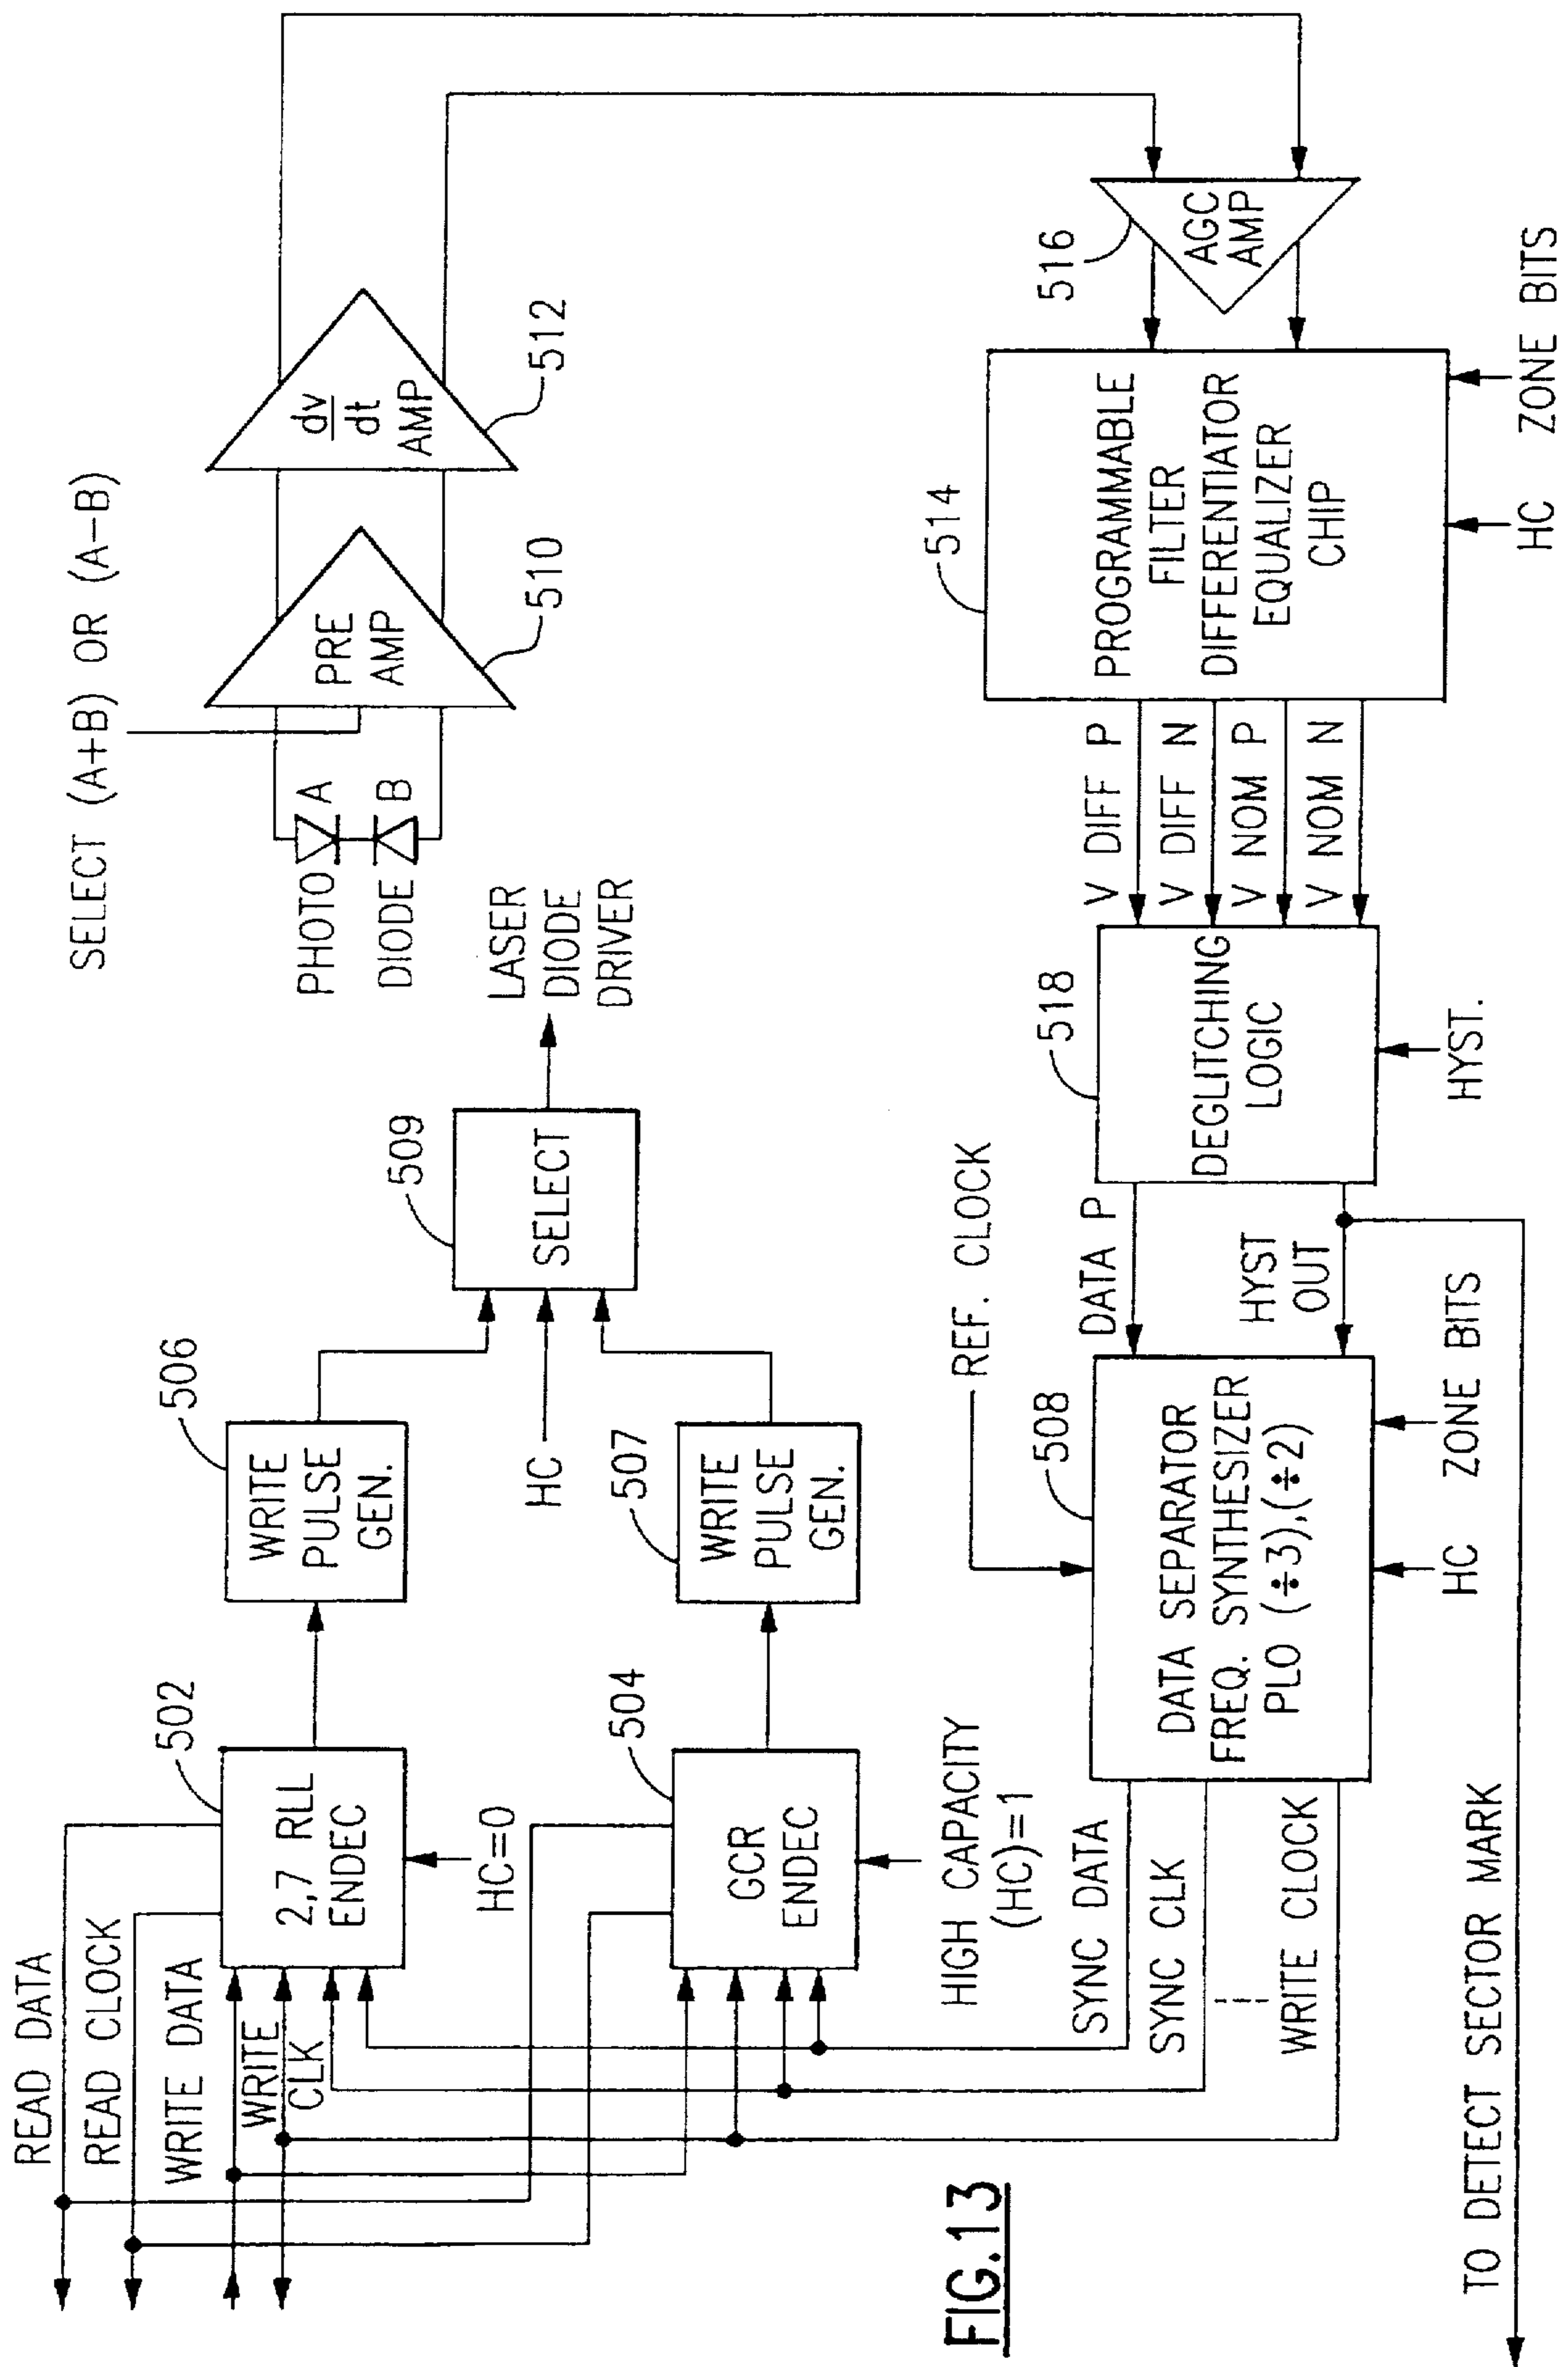 READ DATA
READ CLOCK
WRITE DATA
WRITE
CLK
502
2,7 RLL
ENDEC
HC=0
506
WRITE
PULSE
GEN.
504
GCR
ENDEC
HIGH CAPACITY
(HC)=1
507
WRITE
PULSE
GEN.
HC
509
SELECT
LASER
DIODE
DRIVER
SELECT (A+B) OR (A−B)
PHOTO A
DIODE B
PRE
AMP
510
dv
dt
AMP
512
SYNC DATA
SYNC CLK
WRITE CLOCK
REF. CLOCK
508
DATA SEPARATOR
FREQ. SYNTHESIZER
PLO (÷3),(÷2)
HC
ZONE BITS
DATA P
HYST
OUT
518
DEGLITCHING
LOGIC
HYST.
V DIFF P
V DIFF N
V NOM P
V NOM N
514
PROGRAMMABLE
FILTER
DIFFERENTIATOR
EQUALIZER
CHIP
HC
ZONE BITS
516
AGC
AMP
TO DETECT SECTOR MARK
FIG.13